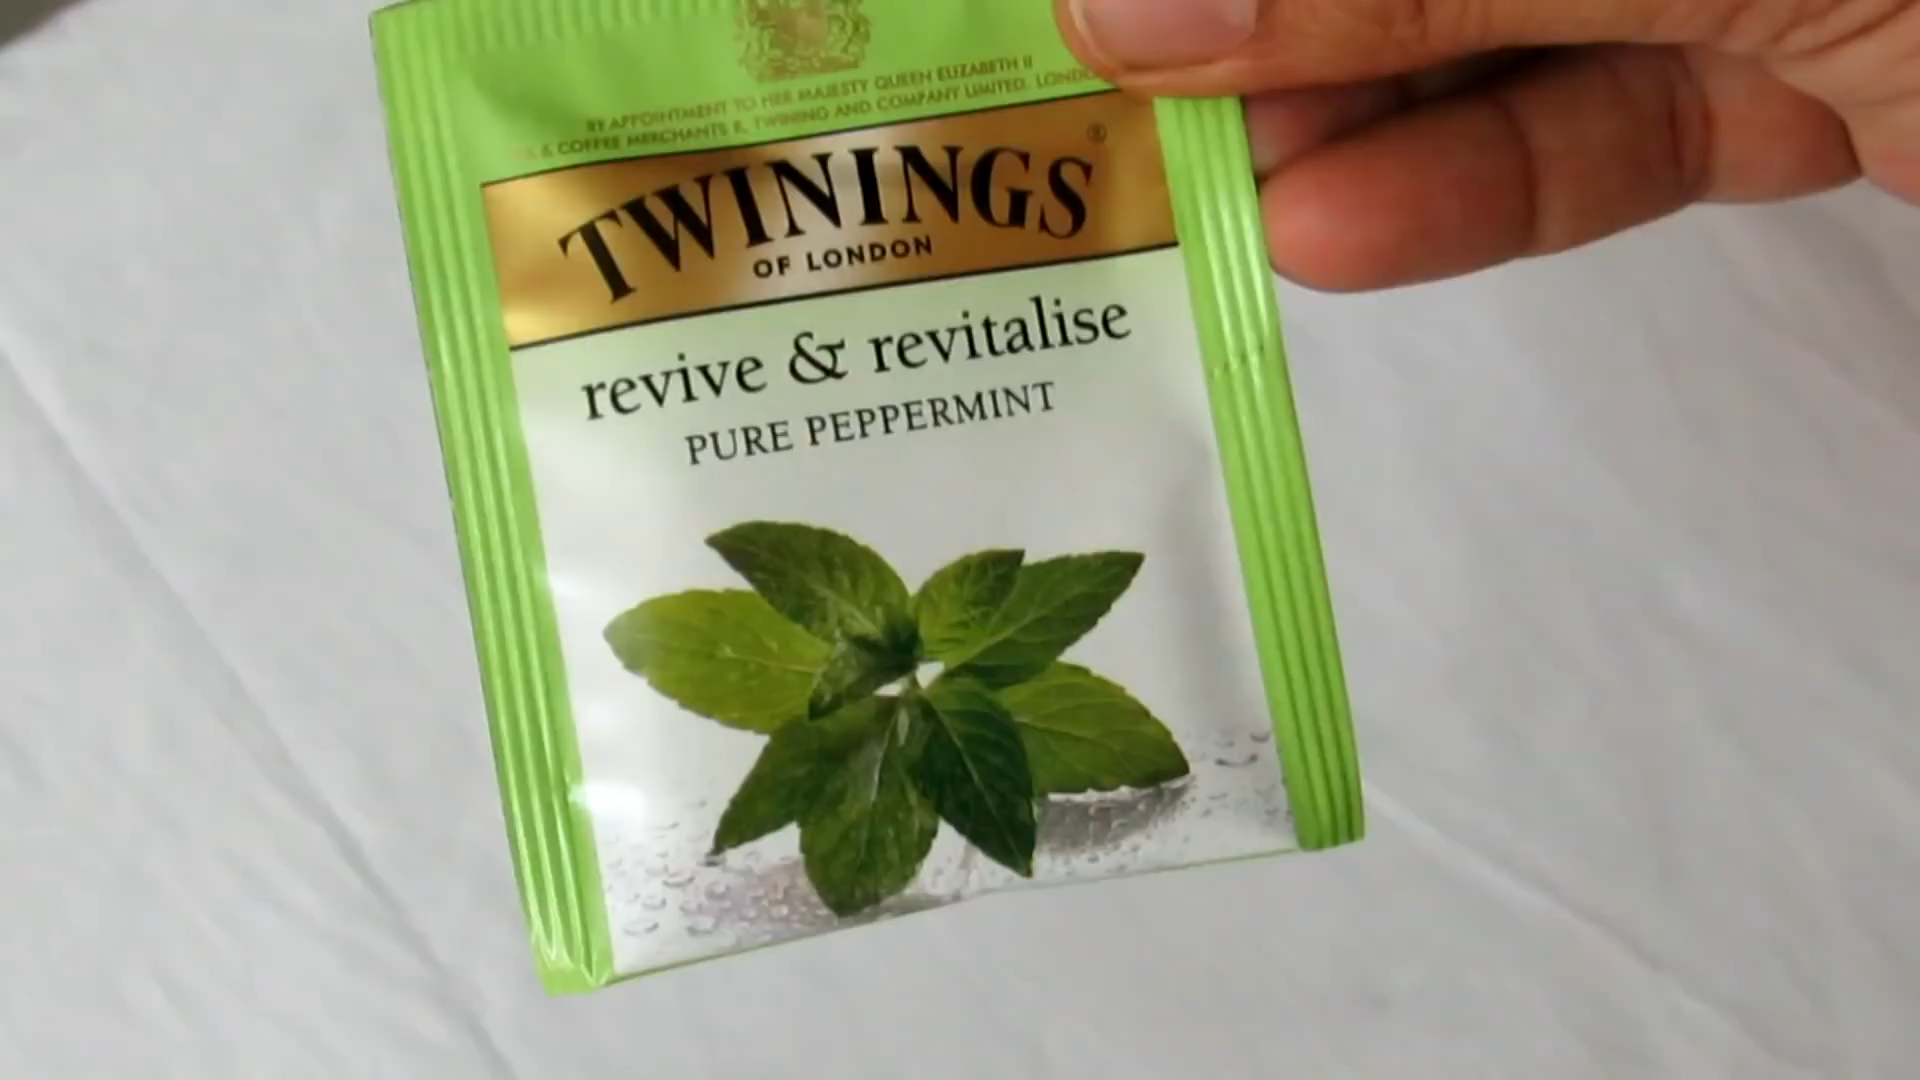 BY APPOINTMENT TO HER MAJESTY QUEEN ELIZABETH II
& COFFEE MERCHANTS R. TWINING AND COMPANY LIMITED, LONDON
TWININGS®
OF LONDON
revive & revitalise
PURE PEPPERMINT